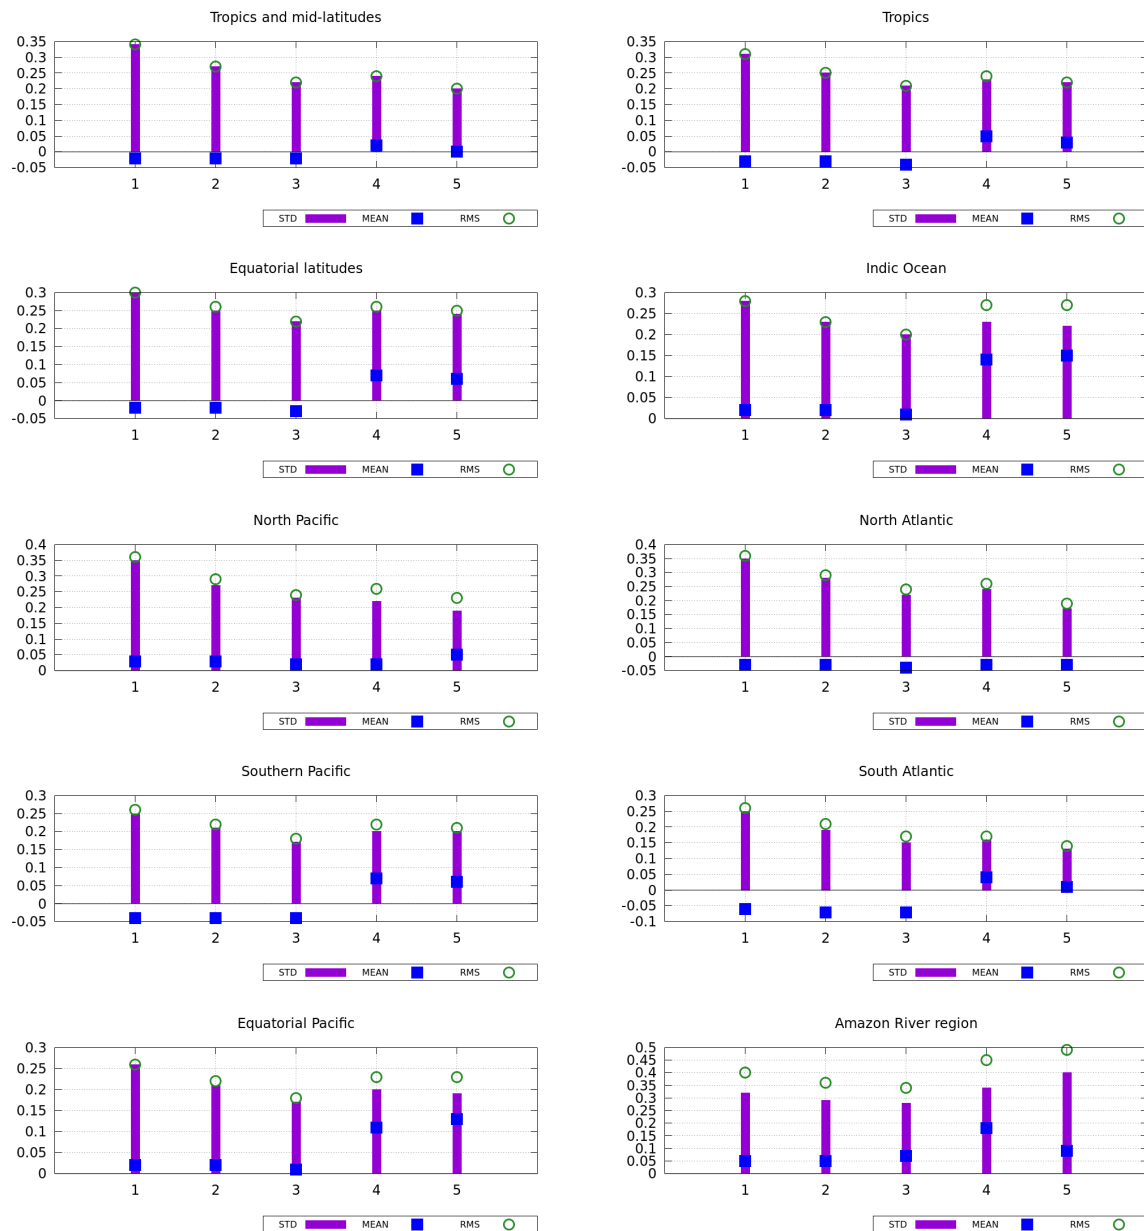 Tropics and mid-latitudes
0.35
0.3
0.25
0.2
0.15
0.1
0.05
0
-0.05
1 2 3 4 5
STD MEAN RMS
Tropics
0.35
0.3
0.25
0.2
0.15
0.1
0.05
0
-0.05
1 2 3 4 5
STD MEAN RMS
Equatorial latitudes
0.3
0.25
0.2
0.15
0.1
0.05
0
-0.05
1 2 3 4 5
STD MEAN RMS
Indic Ocean
0.3
0.25
0.2
0.15
0.1
0.05
0
1 2 3 4 5
STD MEAN RMS
North Pacific
0.4
0.35
0.3
0.25
0.2
0.15
0.1
0.05
0
1 2 3 4 5
STD MEAN RMS
North Atlantic
0.4
0.35
0.3
0.25
0.2
0.15
0.1
0.05
0
-0.05
1 2 3 4 5
STD MEAN RMS
Southern Pacific
0.3
0.25
0.2
0.15
0.1
0.05
0
-0.05
1 2 3 4 5
STD MEAN RMS
South Atlantic
0.3
0.25
0.2
0.15
0.1
0.05
0
-0.05
-0.1
1 2 3 4 5
STD MEAN RMS
Equatorial Pacific
0.3
0.25
0.2
0.15
0.1
0.05
0
1 2 3 4 5
STD MEAN RMS
Amazon River region
0.5
0.45
0.4
0.35
0.3
0.25
0.2
0.15
0.1
0.05
0
1 2 3 4 5
STD MEAN RMS